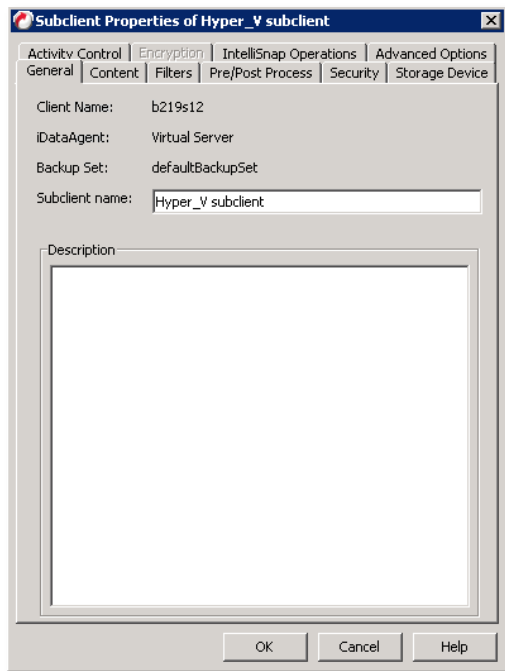 Subclient Properties of Hyper_V subclient
Activity Control Encryption IntelliSnap Operations Advanced Options
General Content Filters Pre/Post Process Security Storage Device
Client Name: b219s12
iDataAgent: Virtual Server
Backup Set: defaultBackupSet
Subclient name: Hyper_V subclient
Description
OK Cancel Help